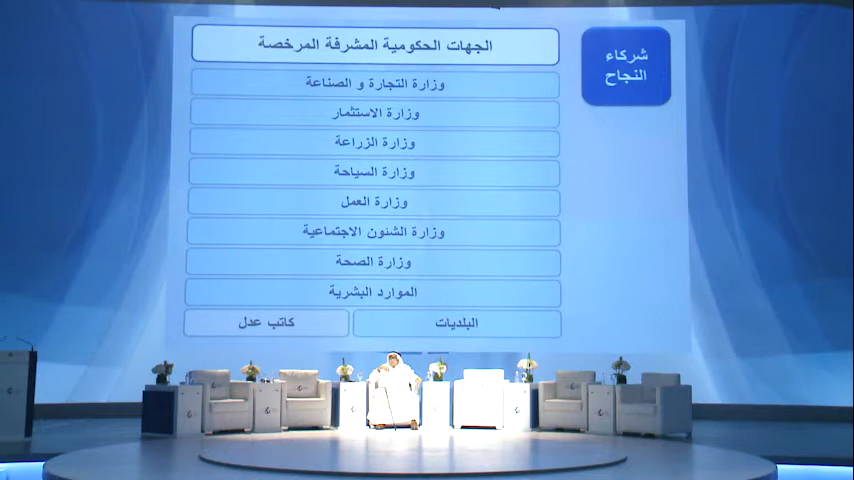 شركاء
النجاح
الجهات الحكومية المشرفة المرخصة
وزارة التجارة و الصناعة
وزارة الاستثمار
وزارة الزراعة
وزارة السياحة
وزارة العمل
وزارة الشئون الاجتماعية
وزارة الصحة
الموارد البشرية
البلديات
كاتب عدل